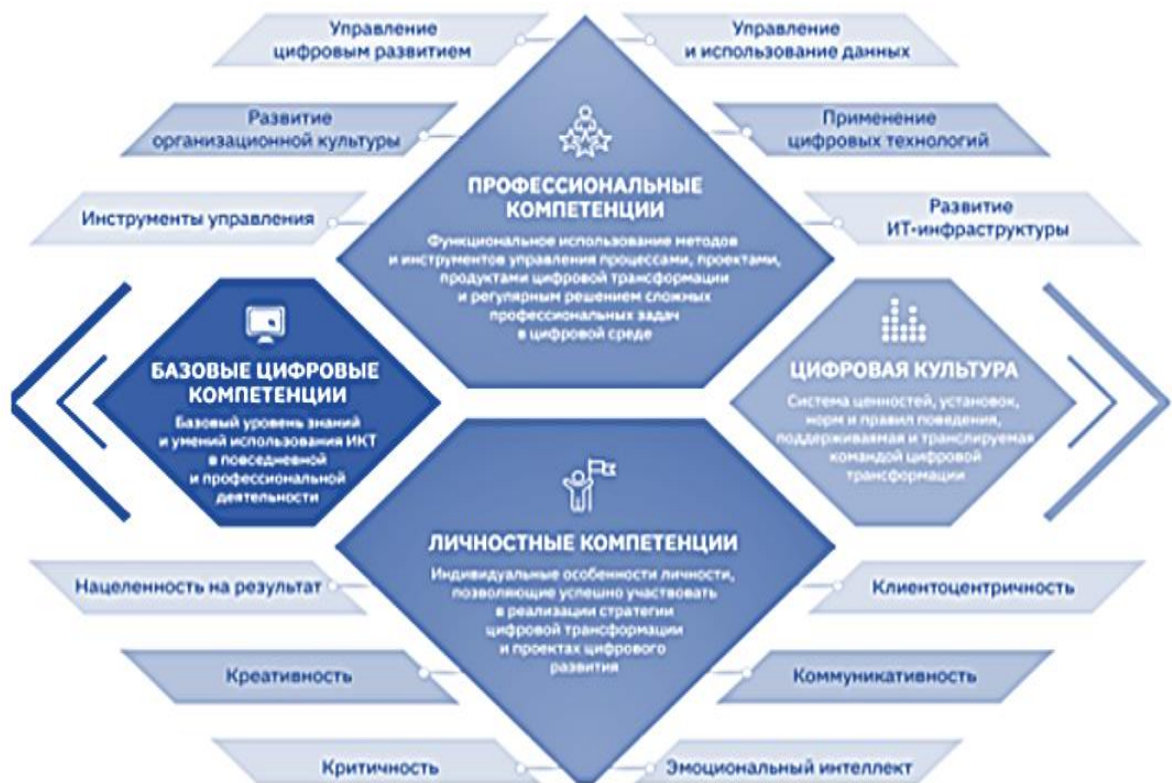 Управление
цифровым развитием
Управление
и использование данных
Развитие
организационной культуры
Применение
цифровых технологий
Инструменты управления
Развитие
ИТ-инфраструктуры
ПРОФЕССИОНАЛЬНЫЕ
КОМПЕТЕНЦИИ
Функциональное использование методов
и инструментов управления процессами, проектами,
продуктами цифровой трансформации
и регулярным решением сложных
профессиональных задач
в цифровой среде
БАЗОВЫЕ ЦИФРОВЫЕ
КОМПЕТЕНЦИИ
Базовый уровень знаний
и умений использования ИКТ
в повседневной
и профессиональной
деятельности
ЦИФРОВАЯ КУЛЬТУРА
Система ценностей, установок,
норм и правил поведения,
поддерживаемая и транслируемая
командой цифровой
трансформации
ЛИЧНОСТНЫЕ КОМПЕТЕНЦИИ
Индивидуальные особенности личности,
позволяющие успешно участвовать
в реализации стратегии
цифровой трансформации
и проектах цифрового
развития
Нацеленность на результат
Клиентоцентричность
Креативность
Коммуникативность
Критичность
Эмоциональный интеллект